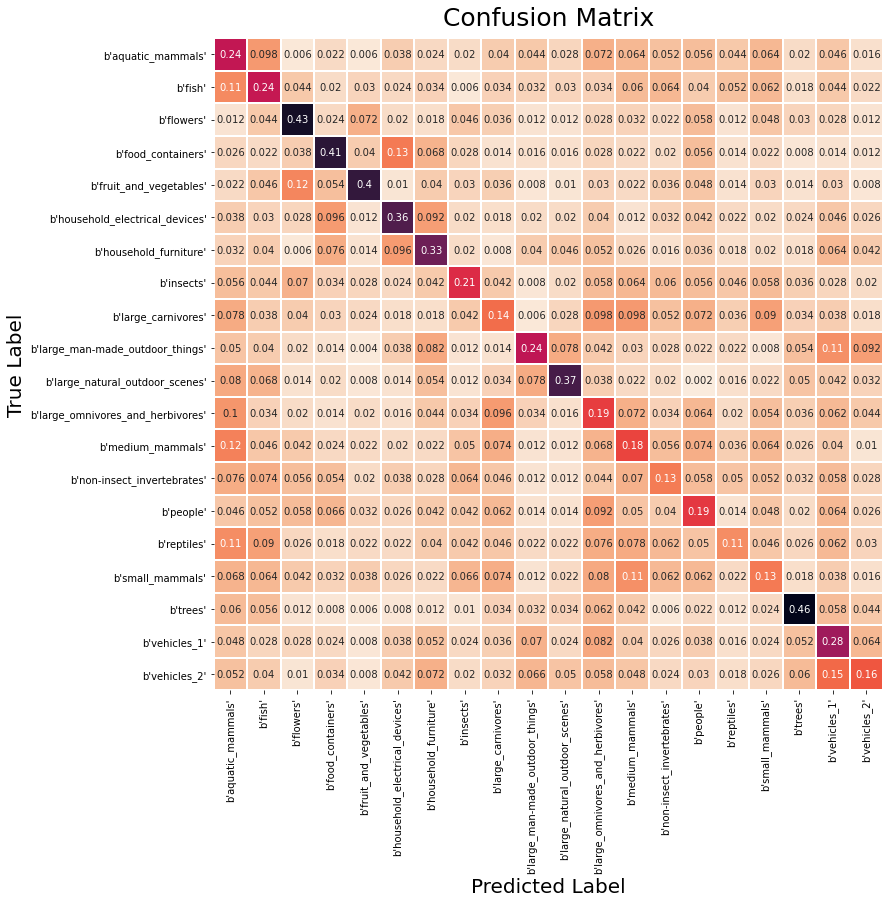 Confusion Matrix
True Label
b'aquatic_mammals' 0.24 0.098 0.006 0.022 0.006 0.038 0.024 0.02 0.04 0.044 0.028 0.072 0.064 0.052 0.056 0.044 0.064 0.02 0.046 0.016
b'fish' 0.11 0.24 0.044 0.02 0.03 0.024 0.034 0.006 0.034 0.032 0.03 0.034 0.06 0.064 0.04 0.052 0.062 0.018 0.044 0.022
b'flowers' 0.012 0.044 0.43 0.024 0.072 0.02 0.018 0.046 0.036 0.012 0.012 0.028 0.032 0.022 0.058 0.012 0.048 0.03 0.028 0.012
b'food_containers' 0.026 0.022 0.038 0.41 0.04 0.13 0.068 0.028 0.014 0.016 0.016 0.028 0.022 0.02 0.056 0.014 0.022 0.008 0.014 0.012
b'fruit_and_vegetables' 0.022 0.046 0.12 0.054 0.4 0.01 0.04 0.03 0.036 0.008 0.01 0.03 0.022 0.036 0.048 0.014 0.03 0.014 0.03 0.008
b'household_electrical_devices' 0.038 0.03 0.028 0.096 0.012 0.36 0.092 0.02 0.018 0.02 0.02 0.04 0.012 0.032 0.042 0.022 0.02 0.024 0.046 0.026
b'household_furniture' 0.032 0.04 0.006 0.076 0.014 0.096 0.33 0.02 0.008 0.04 0.046 0.052 0.026 0.016 0.036 0.018 0.02 0.018 0.064 0.042
b'insects' 0.056 0.044 0.07 0.034 0.028 0.024 0.042 0.21 0.042 0.008 0.02 0.058 0.064 0.06 0.056 0.046 0.058 0.036 0.028 0.02
b'large_carnivores' 0.078 0.038 0.04 0.03 0.024 0.018 0.018 0.042 0.14 0.006 0.028 0.098 0.098 0.052 0.072 0.036 0.09 0.034 0.038 0.018
b'large_man-made_outdoor_things' 0.05 0.04 0.02 0.014 0.004 0.038 0.082 0.012 0.014 0.24 0.078 0.042 0.03 0.028 0.022 0.022 0.008 0.054 0.11 0.092
b'large_natural_outdoor_scenes' 0.08 0.068 0.014 0.02 0.008 0.014 0.054 0.012 0.034 0.078 0.37 0.038 0.022 0.02 0.002 0.016 0.022 0.05 0.042 0.032
b'large_omnivores_and_herbivores' 0.1 0.034 0.02 0.014 0.02 0.016 0.044 0.034 0.096 0.034 0.016 0.19 0.072 0.034 0.064 0.02 0.054 0.036 0.062 0.044
b'medium_mammals' 0.12 0.046 0.042 0.024 0.022 0.02 0.022 0.05 0.074 0.012 0.012 0.068 0.18 0.056 0.074 0.036 0.064 0.026 0.04 0.01
b'non-insect_invertebrates' 0.076 0.074 0.056 0.054 0.02 0.038 0.028 0.064 0.046 0.012 0.012 0.044 0.07 0.13 0.058 0.05 0.052 0.032 0.058 0.028
b'people' 0.046 0.052 0.058 0.066 0.032 0.026 0.042 0.042 0.062 0.014 0.014 0.092 0.05 0.04 0.19 0.014 0.048 0.02 0.064 0.026
b'reptiles' 0.11 0.09 0.026 0.018 0.022 0.022 0.04 0.042 0.046 0.022 0.022 0.076 0.078 0.062 0.05 0.11 0.046 0.026 0.062 0.03
b'small_mammals' 0.068 0.064 0.042 0.032 0.038 0.026 0.022 0.066 0.074 0.012 0.022 0.08 0.11 0.062 0.062 0.022 0.13 0.018 0.038 0.016
b'trees' 0.06 0.056 0.012 0.008 0.006 0.008 0.012 0.01 0.034 0.032 0.034 0.062 0.042 0.006 0.022 0.012 0.024 0.46 0.058 0.044
b'vehicles_1' 0.048 0.028 0.028 0.024 0.008 0.038 0.052 0.024 0.036 0.07 0.024 0.082 0.04 0.026 0.038 0.016 0.024 0.052 0.28 0.064
b'vehicles_2' 0.052 0.04 0.01 0.034 0.008 0.042 0.072 0.02 0.032 0.066 0.05 0.058 0.048 0.024 0.03 0.018 0.026 0.06 0.15 0.16
b'aquatic_mammals'
b'fish'
b'flowers'
b'food_containers'
b'fruit_and_vegetables'
b'household_electrical_devices'
b'household_furniture'
b'insects'
b'large_carnivores'
b'large_man-made_outdoor_things'
b'large_natural_outdoor_scenes'
b'large_omnivores_and_herbivores'
b'medium_mammals'
b'non-insect_invertebrates'
b'people'
b'reptiles'
b'small_mammals'
b'trees'
b'vehicles_1'
b'vehicles_2'
Predicted Label